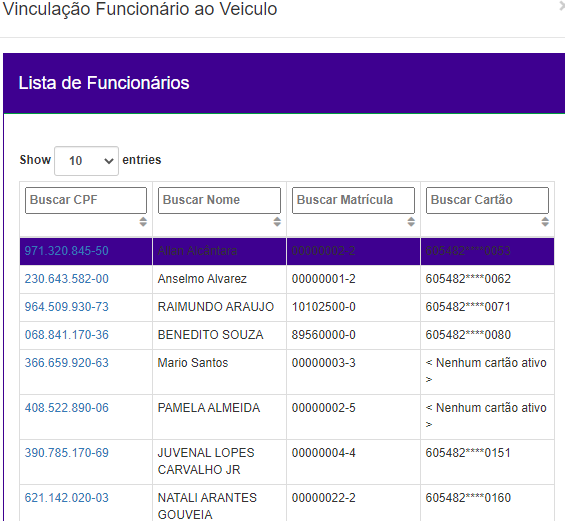 Vinculação Funcionário ao Veiculo
Lista de Funcionários
Show 10 entries
Buscar CPF Buscar Nome Buscar Matrícula Buscar Cartão
971.320.845-50 Allan Alcântara 00000002-2 605482****0053
230.643.582-00 Anselmo Alvarez 00000001-2 605482****0062
964.509.930-73 RAIMUNDO ARAUJO 10102500-0 605482****0071
068.841.170-36 BENEDITO SOUZA 89560000-0 605482****0080
366.659.920-63 Mario Santos 00000003-3 < Nenhum cartão ativo
>
408.522.890-06 PAMELA ALMEIDA 00000002-5 < Nenhum cartão ativo
>
390.785.170-69 JUVENAL LOPES 00000004-4 605482****0151
CARVALHO JR
621.142.020-03 NATALI ARANTES 00000022-2 605482****0160
GOUVEIA